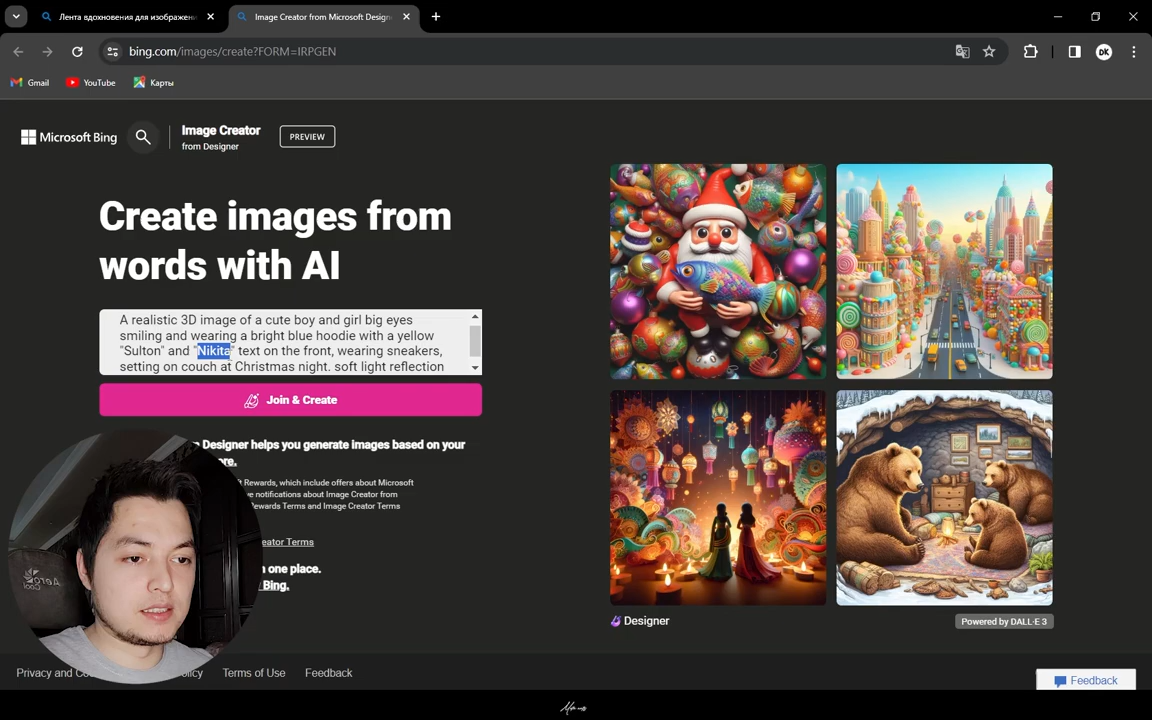 Лента вдохновения для изображени
Image Creator from Microsoft Design
bing.com/images/create?FORM=IRPGEN
DK
Gmail
YouTube
Карты
Microsoft Bing
Image Creator
from Designer
PREVIEW
Create images from
words with AI
A realistic 3D image of a cute boy and girl big eyes
smiling and wearing a bright blue hoodie with a yellow
"Sulton" and "Nikita" text on the front, wearing sneakers,
setting on couch at Christmas night. soft light reflection
Join & Create
Designer helps you generate images based on your
Rewards, which include offers about Microsoft
notifications about Image Creator from
Rewards Terms and Image Creator Terms
Creator Terms
one place.
Bing.
Designer
Powered by DALL·E 3
Privacy and
Terms of Use
Feedback
Feedback